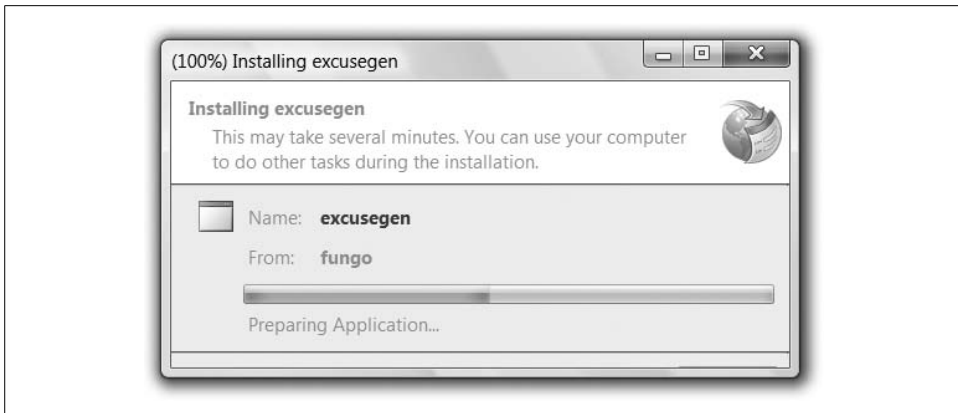 (100%) Installing excusegen
Installing excusegen
This may take several minutes. You can use your computer
to do other tasks during the installation.
Name: excusegen
From: fungo
Preparing Application...